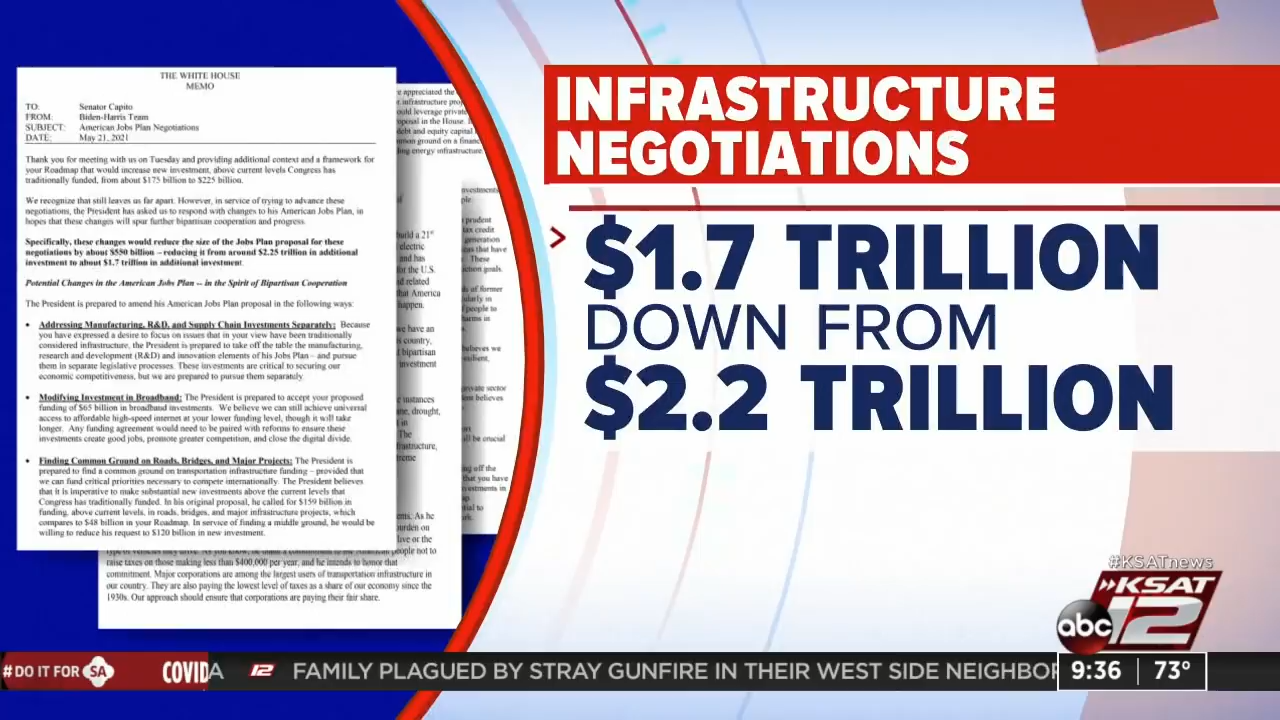 THE WHITE HOUSE
MEMO
TO: Senator Capito
FROM: Biden-Harris Team
SUBJECT: American Jobs Plan Negotiations
DATE: May 21, 2021
Thank you for meeting with us on Tuesday and providing additional context and a framework for
your Roadmap that would increase new investment, above current levels Congress has
traditionally funded, from about $175 billion to $225 billion.
We recognize that still leaves us far apart. However, in service of trying to advance these
negotiations, the President has asked us to respond with changes to his American Jobs Plan, in
hopes that these changes will spur further bipartisan cooperation and progress.
Specifically, these changes would reduce the size of the Jobs Plan proposal for these
negotiations by about $550 billion – reducing it from around $2.25 trillion in additional
investment to about $1.7 trillion in additional investment.
Potential Changes in the American Jobs Plan -- in the Spirit of Bipartisan Cooperation
The President is prepared to amend his American Jobs Plan proposal in the following ways:
• Addressing Manufacturing, R&D, and Supply Chain Investments Separately: Because
you have expressed a desire to focus on issues that in your view have been traditionally
considered infrastructure, the President is prepared to take off the table the manufacturing,
research and development (R&D) and innovation elements of his Jobs Plan – and pursue
them in separate legislative processes. These investments are critical to securing our
economic competitiveness, but we are prepared to pursue them separately.
• Modifying Investment in Broadband: The President is prepared to accept your proposed
funding of $65 billion in broadband investments. We believe we can still achieve universal
access to affordable high-speed internet at your lower funding level, though it will take
longer. Any funding agreement would need to be paired with reforms to ensure these
investments create good jobs, promote greater competition, and close the digital divide.
• Finding Common Ground on Roads, Bridges, and Major Projects: The President is
prepared to find a common ground on transportation infrastructure funding – provided that
we can fund critical priorities necessary to compete internationally. The President believes
that it is imperative to make substantial new investments above the current levels that
Congress has traditionally funded. In his original proposal, he called for $159 billion in
funding, above current levels, in roads, bridges, and major infrastructure projects, which
compares to $48 billion in your Roadmap. In service of finding a middle ground, he would be
willing to reduce his request to $120 billion in new investment.
raise taxes on those making less than $400,000 per year, and he intends to honor that
commitment. Major corporations are among the largest users of transportation infrastructure in
our country. They are also paying the lowest level of taxes as a share of our economy since the
1930s. Our approach should ensure that corporations are paying their fair share.
INFRASTRUCTURE
NEGOTIATIONS
$1.7 TRILLION
DOWN FROM
$2.2 TRILLION
#KSATnews
KSAT
abc 12
#DO IT FOR SA COVID A 12 FAMILY PLAGUED BY STRAY GUNFIRE IN THEIR WEST SIDE NEIGHBOR 9:36 73°